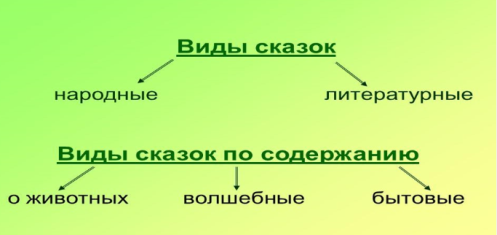 Виды сказок
народные литературные
Виды сказок по содержанию
о животных волшебные бытовые